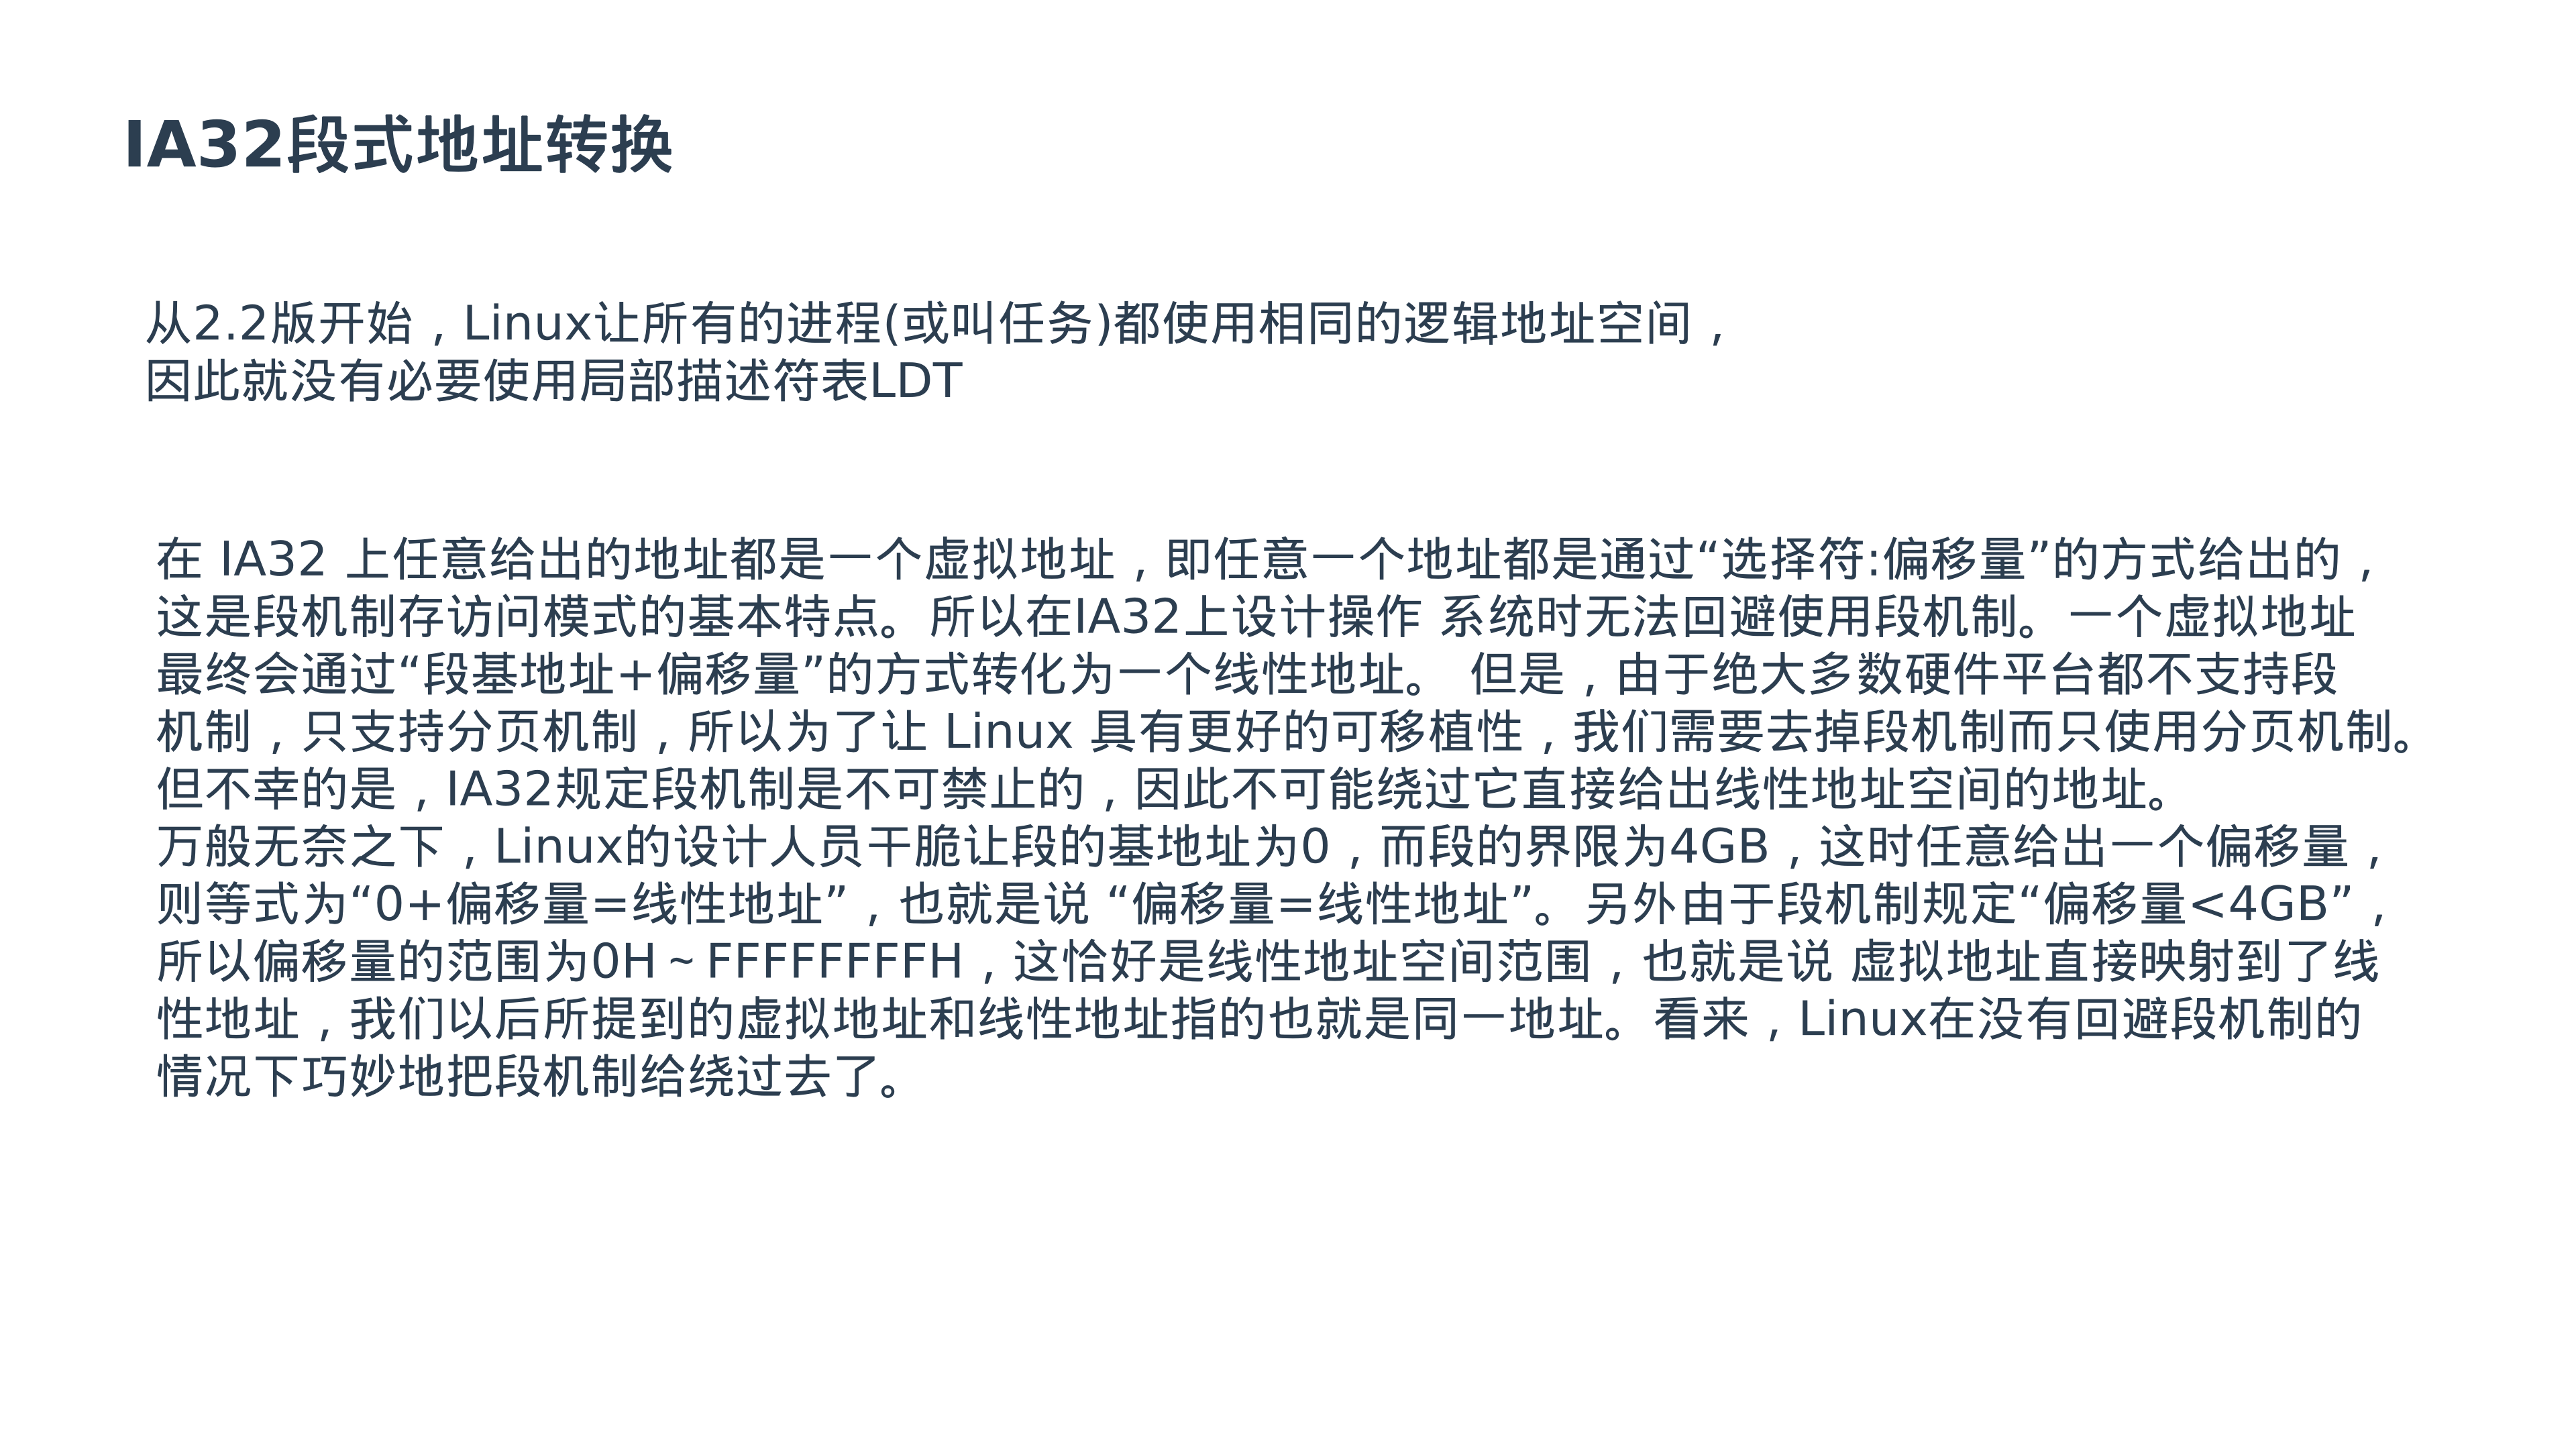 IA32段式地址转换
从2.2版开始，Linux让所有的进程(或叫任务)都使用相同的逻辑地址空间，
因此就没有必要使用局部描述符表LDT
在 IA32 上任意给出的地址都是一个虚拟地址，即任意一个地址都是通过“选择符:偏移量”的方式给出的，
这是段机制存访问模式的基本特点。 所以在IA32上设计操作 系统时无法回避使用段机制。一个虚拟地址
最终会通过“段基地址+偏移量”的方式转化为一个线性地址。 但是，由于绝大多数硬件平台都不支持段
机制，只支持分页机制，所以为了让 Linux 具有更好的可移植性，我们需要去掉段机制而只使用分页机制。
但不幸的是，IA32规定段机制是不可禁止的，因此不可能绕过它直接给出线性地址空间的地址。
万般无奈之下，Linux的设计人员干脆让段的基地址为0，而段的界限为4GB，这时任意给出一个偏移量，
则等式为“0+偏移量=线性地址”，也就是说 “偏移量=线性地址”。另外由于段机制规定“偏移量<4GB”，
所以偏移量的范围为0H～FFFFFFFFH，这恰好是线性地址空间范围，也就是说 虚拟地址直接映射到了线
性地址，我们以后所提到的虚拟地址和线性地址指的也就是同一地址。看来，Linux在没有回避段机制的
情况下巧妙地把段机制给绕过去了。